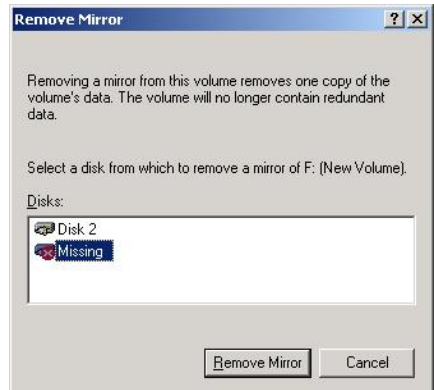 Remove Mirror
Removing a mirror from this volume removes one copy of the
volume's data. The volume will no longer contain redundant
data.
Select a disk from which to remove a mirror of F: (New Volume).
Disks:
Disk 2
Missing
Remove Mirror Cancel